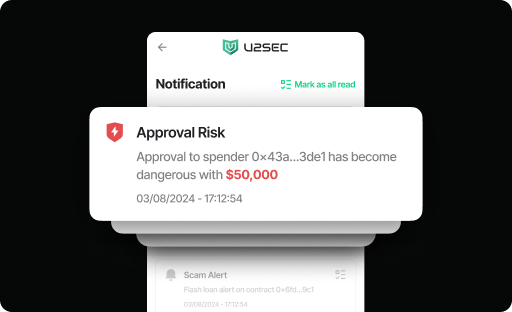 U2SEC
Notification
Mark as all read
Approval Risk
Approval to spender 0×43a...3de1 has become
dangerous with $50,000
03/08/2024 - 17:12:54
Scam Alert
Flash loan alert on contract 0×6fd...9c1
03/08/2024 - 17:12:54